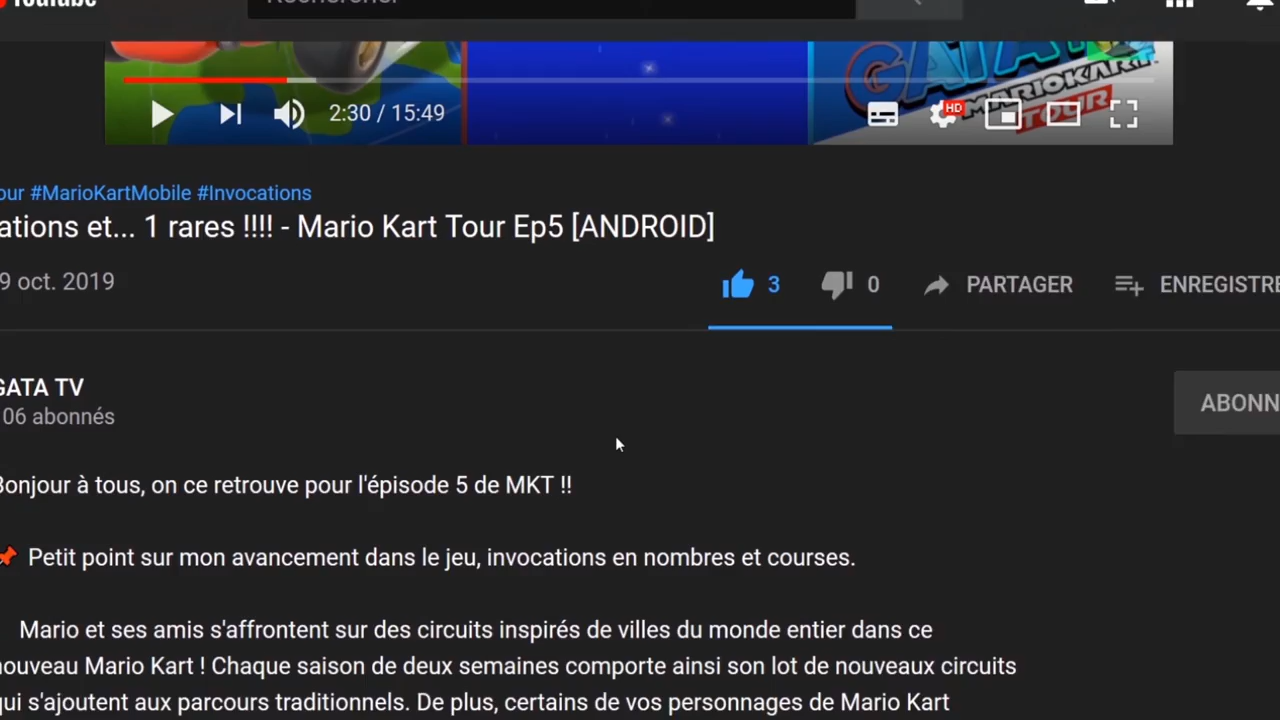 YouTube
Rechercher
GATA
MARIOKART
TOUR
2:30 / 15:49
HD
our #MarioKartMobile #Invocations
ations et... 1 rares !!!! - Mario Kart Tour Ep5 [ANDROID]
9 oct. 2019
3
0
PARTAGER
ENREGISTRE
GATA TV
06 abonnés
ABONN
Bonjour à tous, on ce retrouve pour l'épisode 5 de MKT !!
Petit point sur mon avancement dans le jeu, invocations en nombres et courses.
Mario et ses amis s'affrontent sur des circuits inspirés de villes du monde entier dans ce
nouveau Mario Kart ! Chaque saison de deux semaines comporte ainsi son lot de nouveaux circuits
qui s'ajoutent aux parcours traditionnels. De plus, certains de vos personnages de Mario Kart